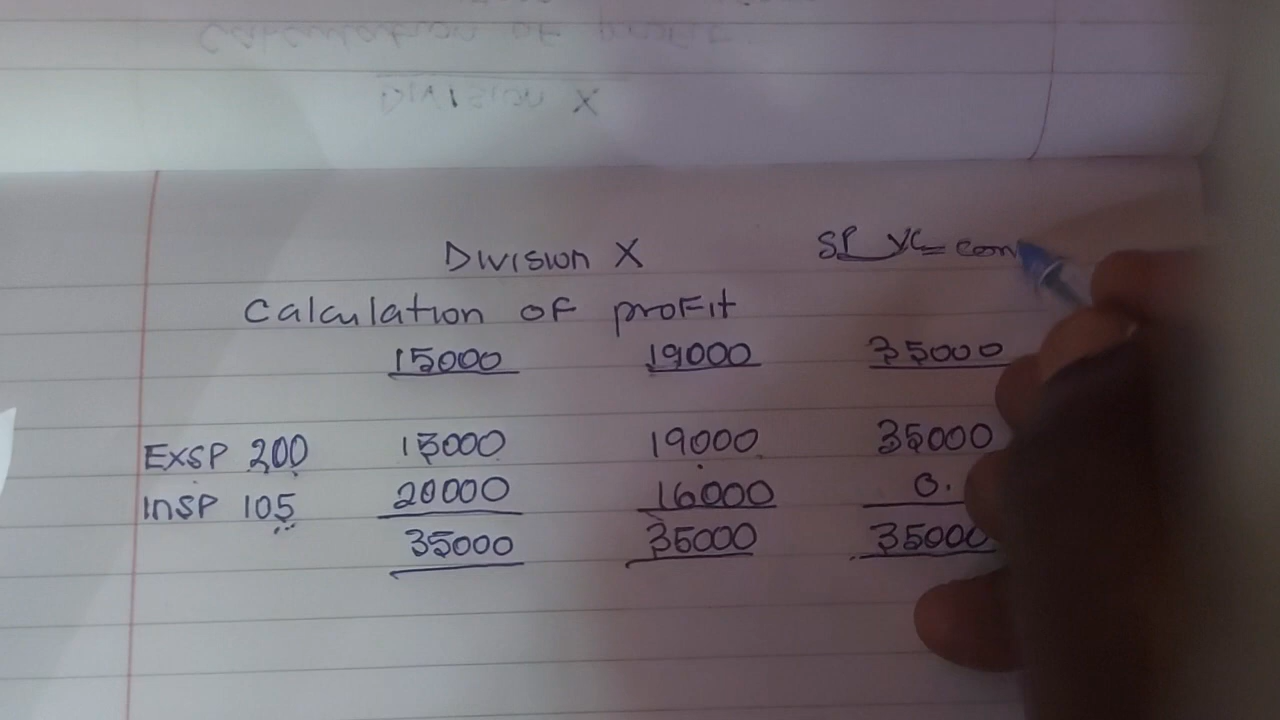 Division X SP VC = con
Calculation of profit
15000 19000 35000
EXSP 200 15000 19000 35000
INSP 105 20000 16000 0.
35000 35000 35000